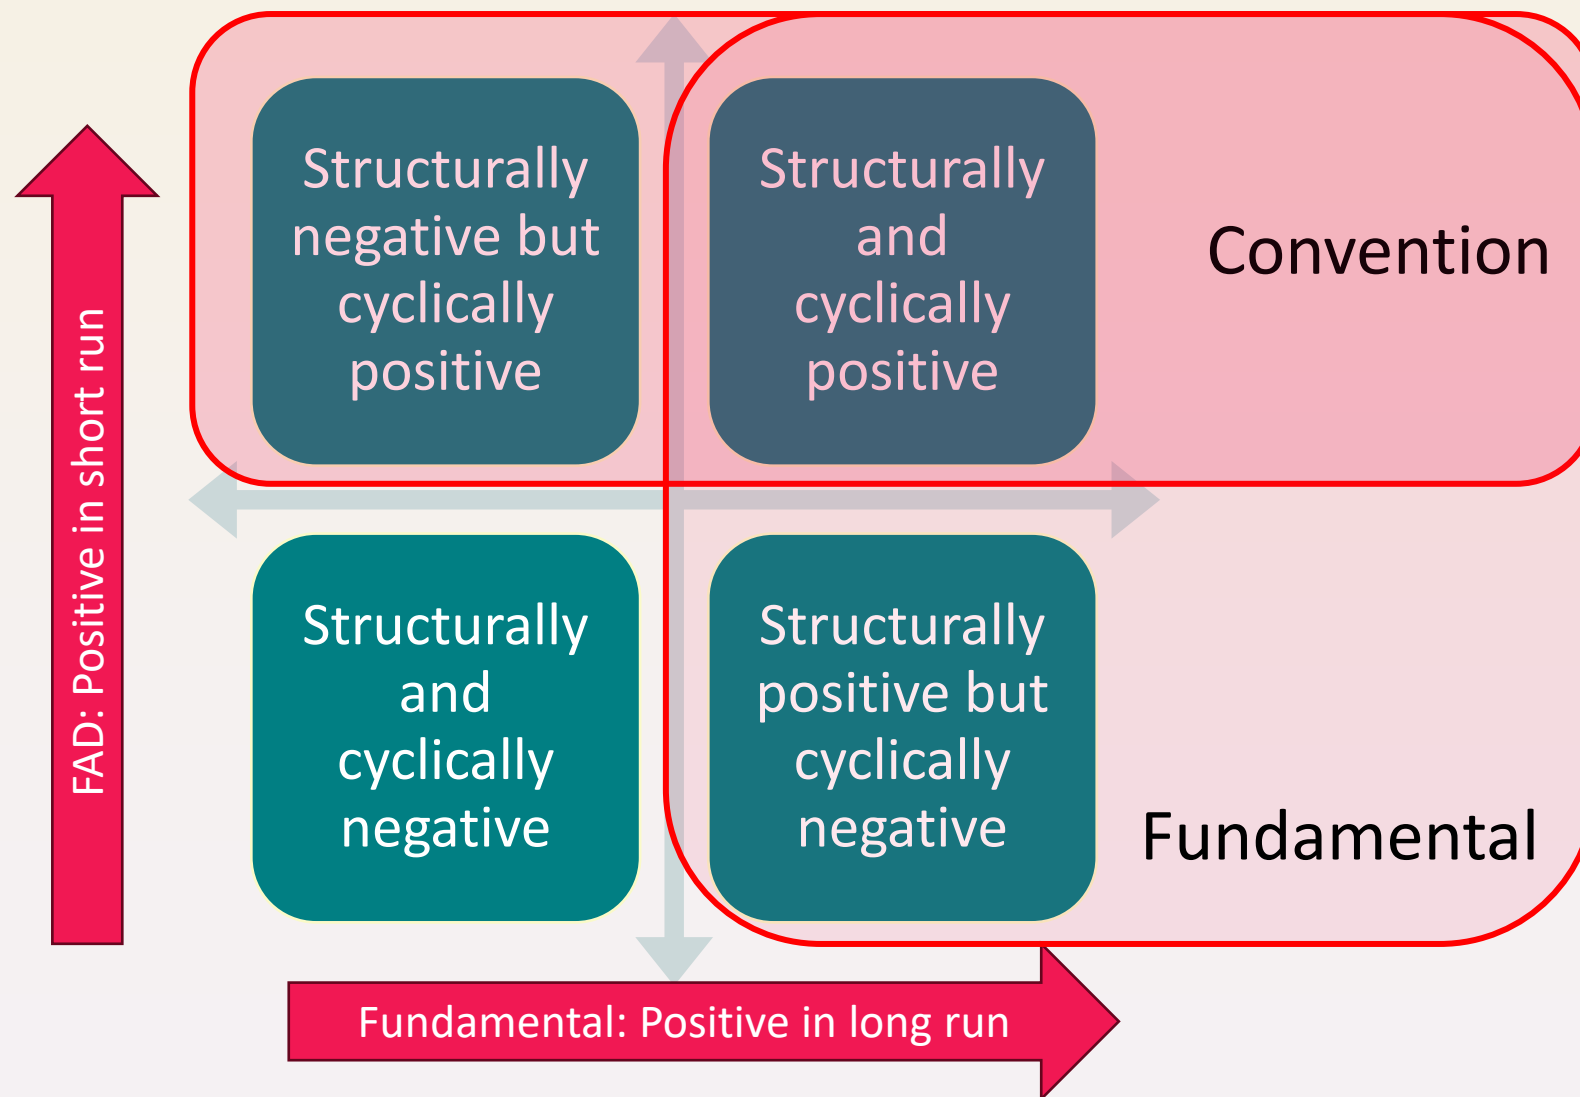 FAD: Positive in short run
Structurally
negative but
cyclically
positive
Structurally
and
cyclically
positive
Convention
Structurally
and
cyclically
negative
Structurally
positive but
cyclically
negative
Fundamental
Fundamental: Positive in long run